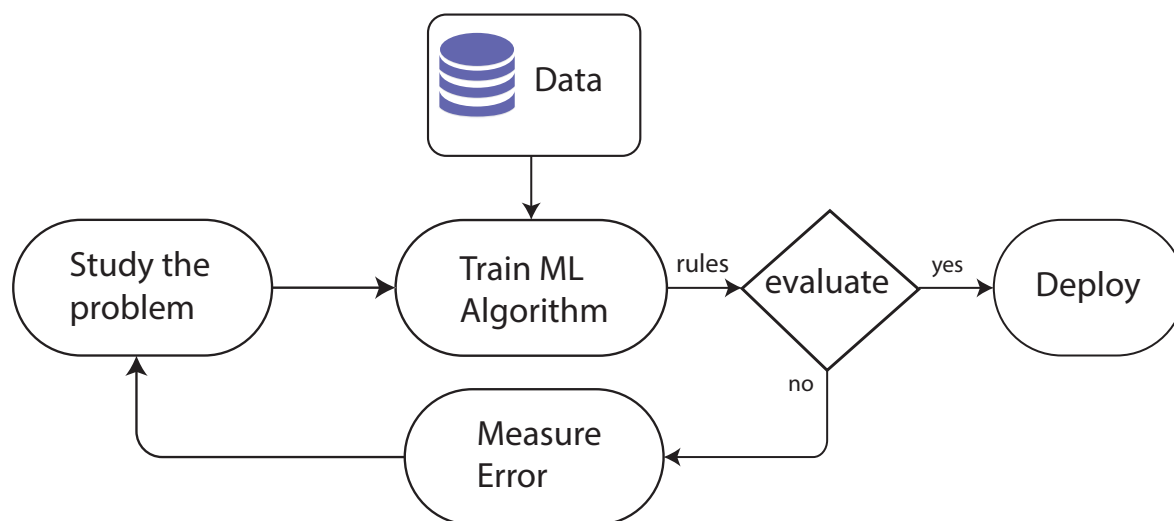 Data
Study the
problem
Train ML
Algorithm
rules
evaluate
yes
Deploy
no
Measure
Error